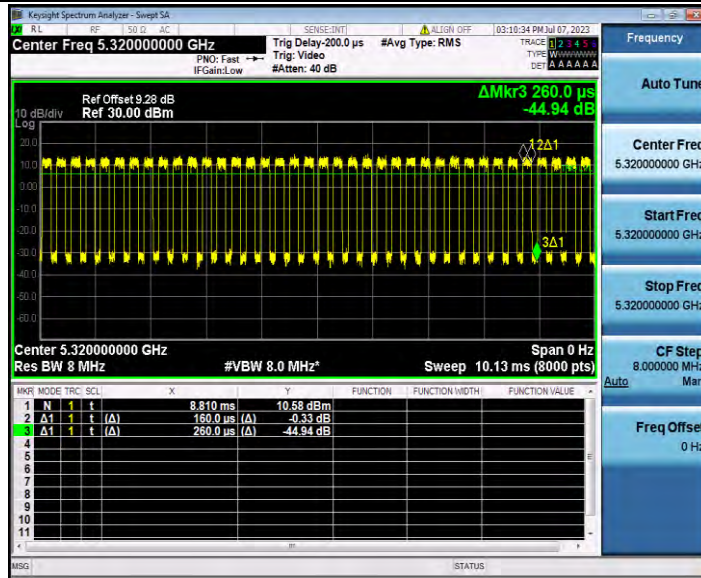 Keysight Spectrum Analyzer - Swept SA
RL RF 50 Ω AC SENSE:INT ALIGN OFF 03:10:34 PM Jul 07, 2023
Center Freq 5.320000000 GHz
PNO: Fast
IFGain:Low
Trig Delay-200.0 µs
Trig: Video
#Atten: 40 dB
#Avg Type: RMS
TRACE 1 2 3 4 5 6
TYPE WWWWWW
DET A A A A A A
Ref Offset 9.28 dB
10 dB/div Ref 30.00 dBm
Log
ΔMkr3 260.0 µs
-44.94 dB
20.0
10.0
0.00
-10.0
-20.0
-30.0
-40.0
-50.0
-60.0
12Δ1
3Δ1
Center 5.320000000 GHz Span 0 Hz
Res BW 8 MHz #VBW 8.0 MHz* Sweep 10.13 ms (8000 pts)
MKR MODE TRC SCL X Y FUNCTION FUNCTION WIDTH FUNCTION VALUE
1 N 1 t 8.810 ms 10.58 dBm
2 Δ1 1 t (Δ) 160.0 µs (Δ) -0.33 dB
3 Δ1 1 t (Δ) 260.0 µs (Δ) -44.94 dB
4
5
6
7
8
9
10
11
MSG STATUS
Frequency
Auto Tune
Center Freq
5.320000000 GHz
Start Freq
5.320000000 GHz
Stop Freq
5.320000000 GHz
CF Step
8.000000 MHz
Auto Man
Freq Offset
0 Hz